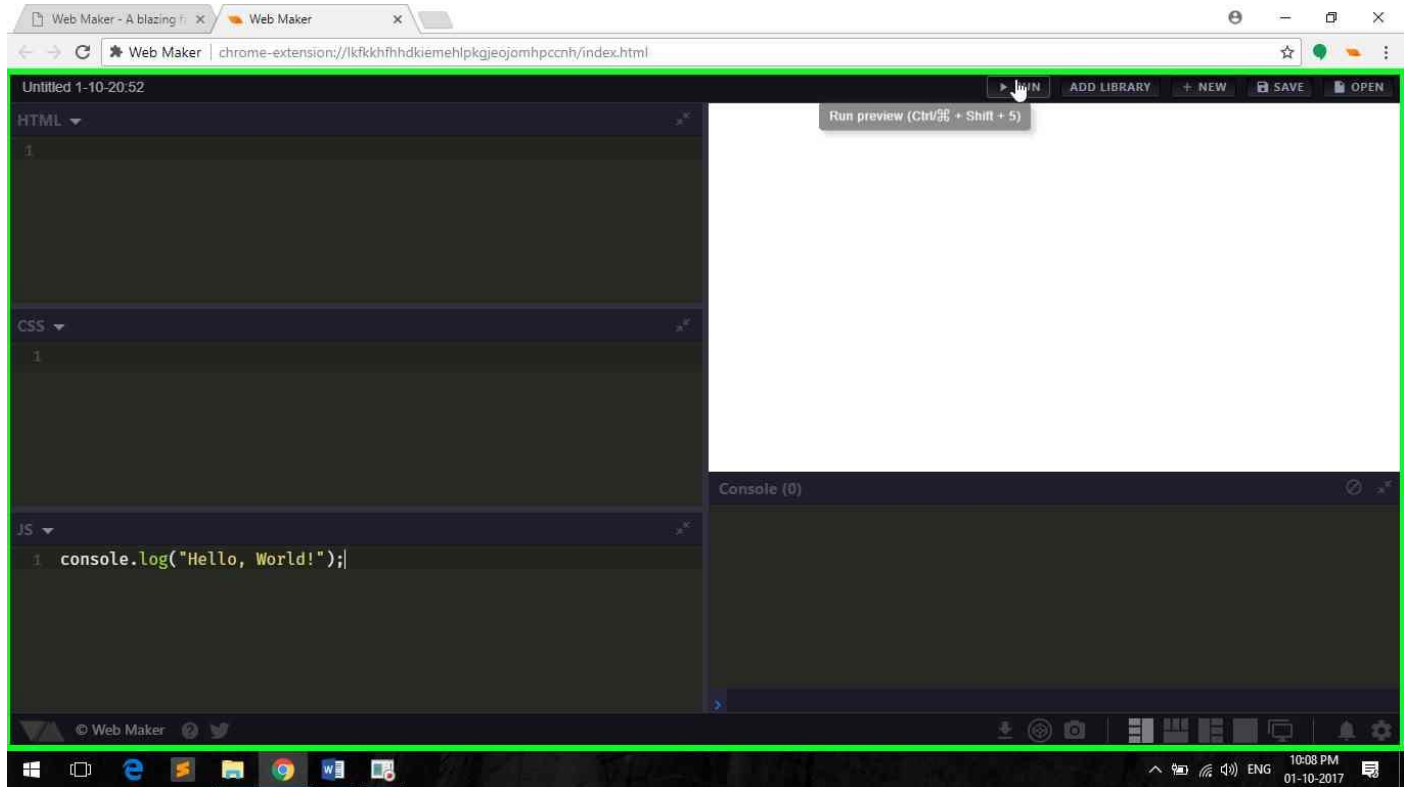 Web Maker - A blazing f
Web Maker
Web Maker
chrome-extension://lkfkkhfhhdkiemehlpkgjeojomhpccnh/index.html
Untitled 1-10-20:52
ADD LIBRARY
+ NEW
SAVE
OPEN
Run preview (Ctrl/⌘ + Shift + 5)
HTML
1
CSS
1
Console (0)
JS
1 console.log("Hello, World!");
© Web Maker
ENG
10:08 PM
01-10-2017